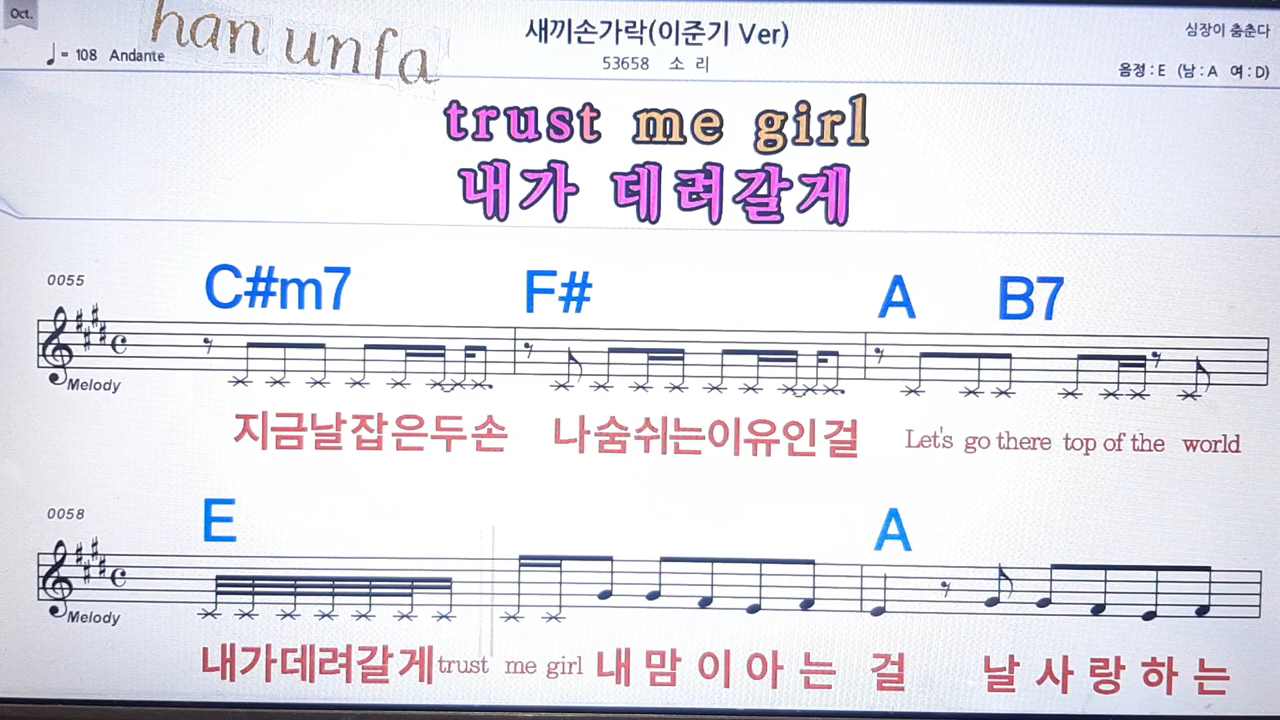 Oct.
han unfa
새끼손가락(이준기 Ver)
심장이 춤춘다
♩= 108 Andante
53658 소 리
음정 : E (남 : A 여 : D)
trust me girl
내가 데려갈게
0055
C#m7 F# A B7
Melody
지금날잡은두손 나숨쉬는이유인걸 Let's go there top of the world
0058
E A
Melody
내가데려갈게trust me girl 내 맘 이 아 는 걸 날 사 랑 하 는